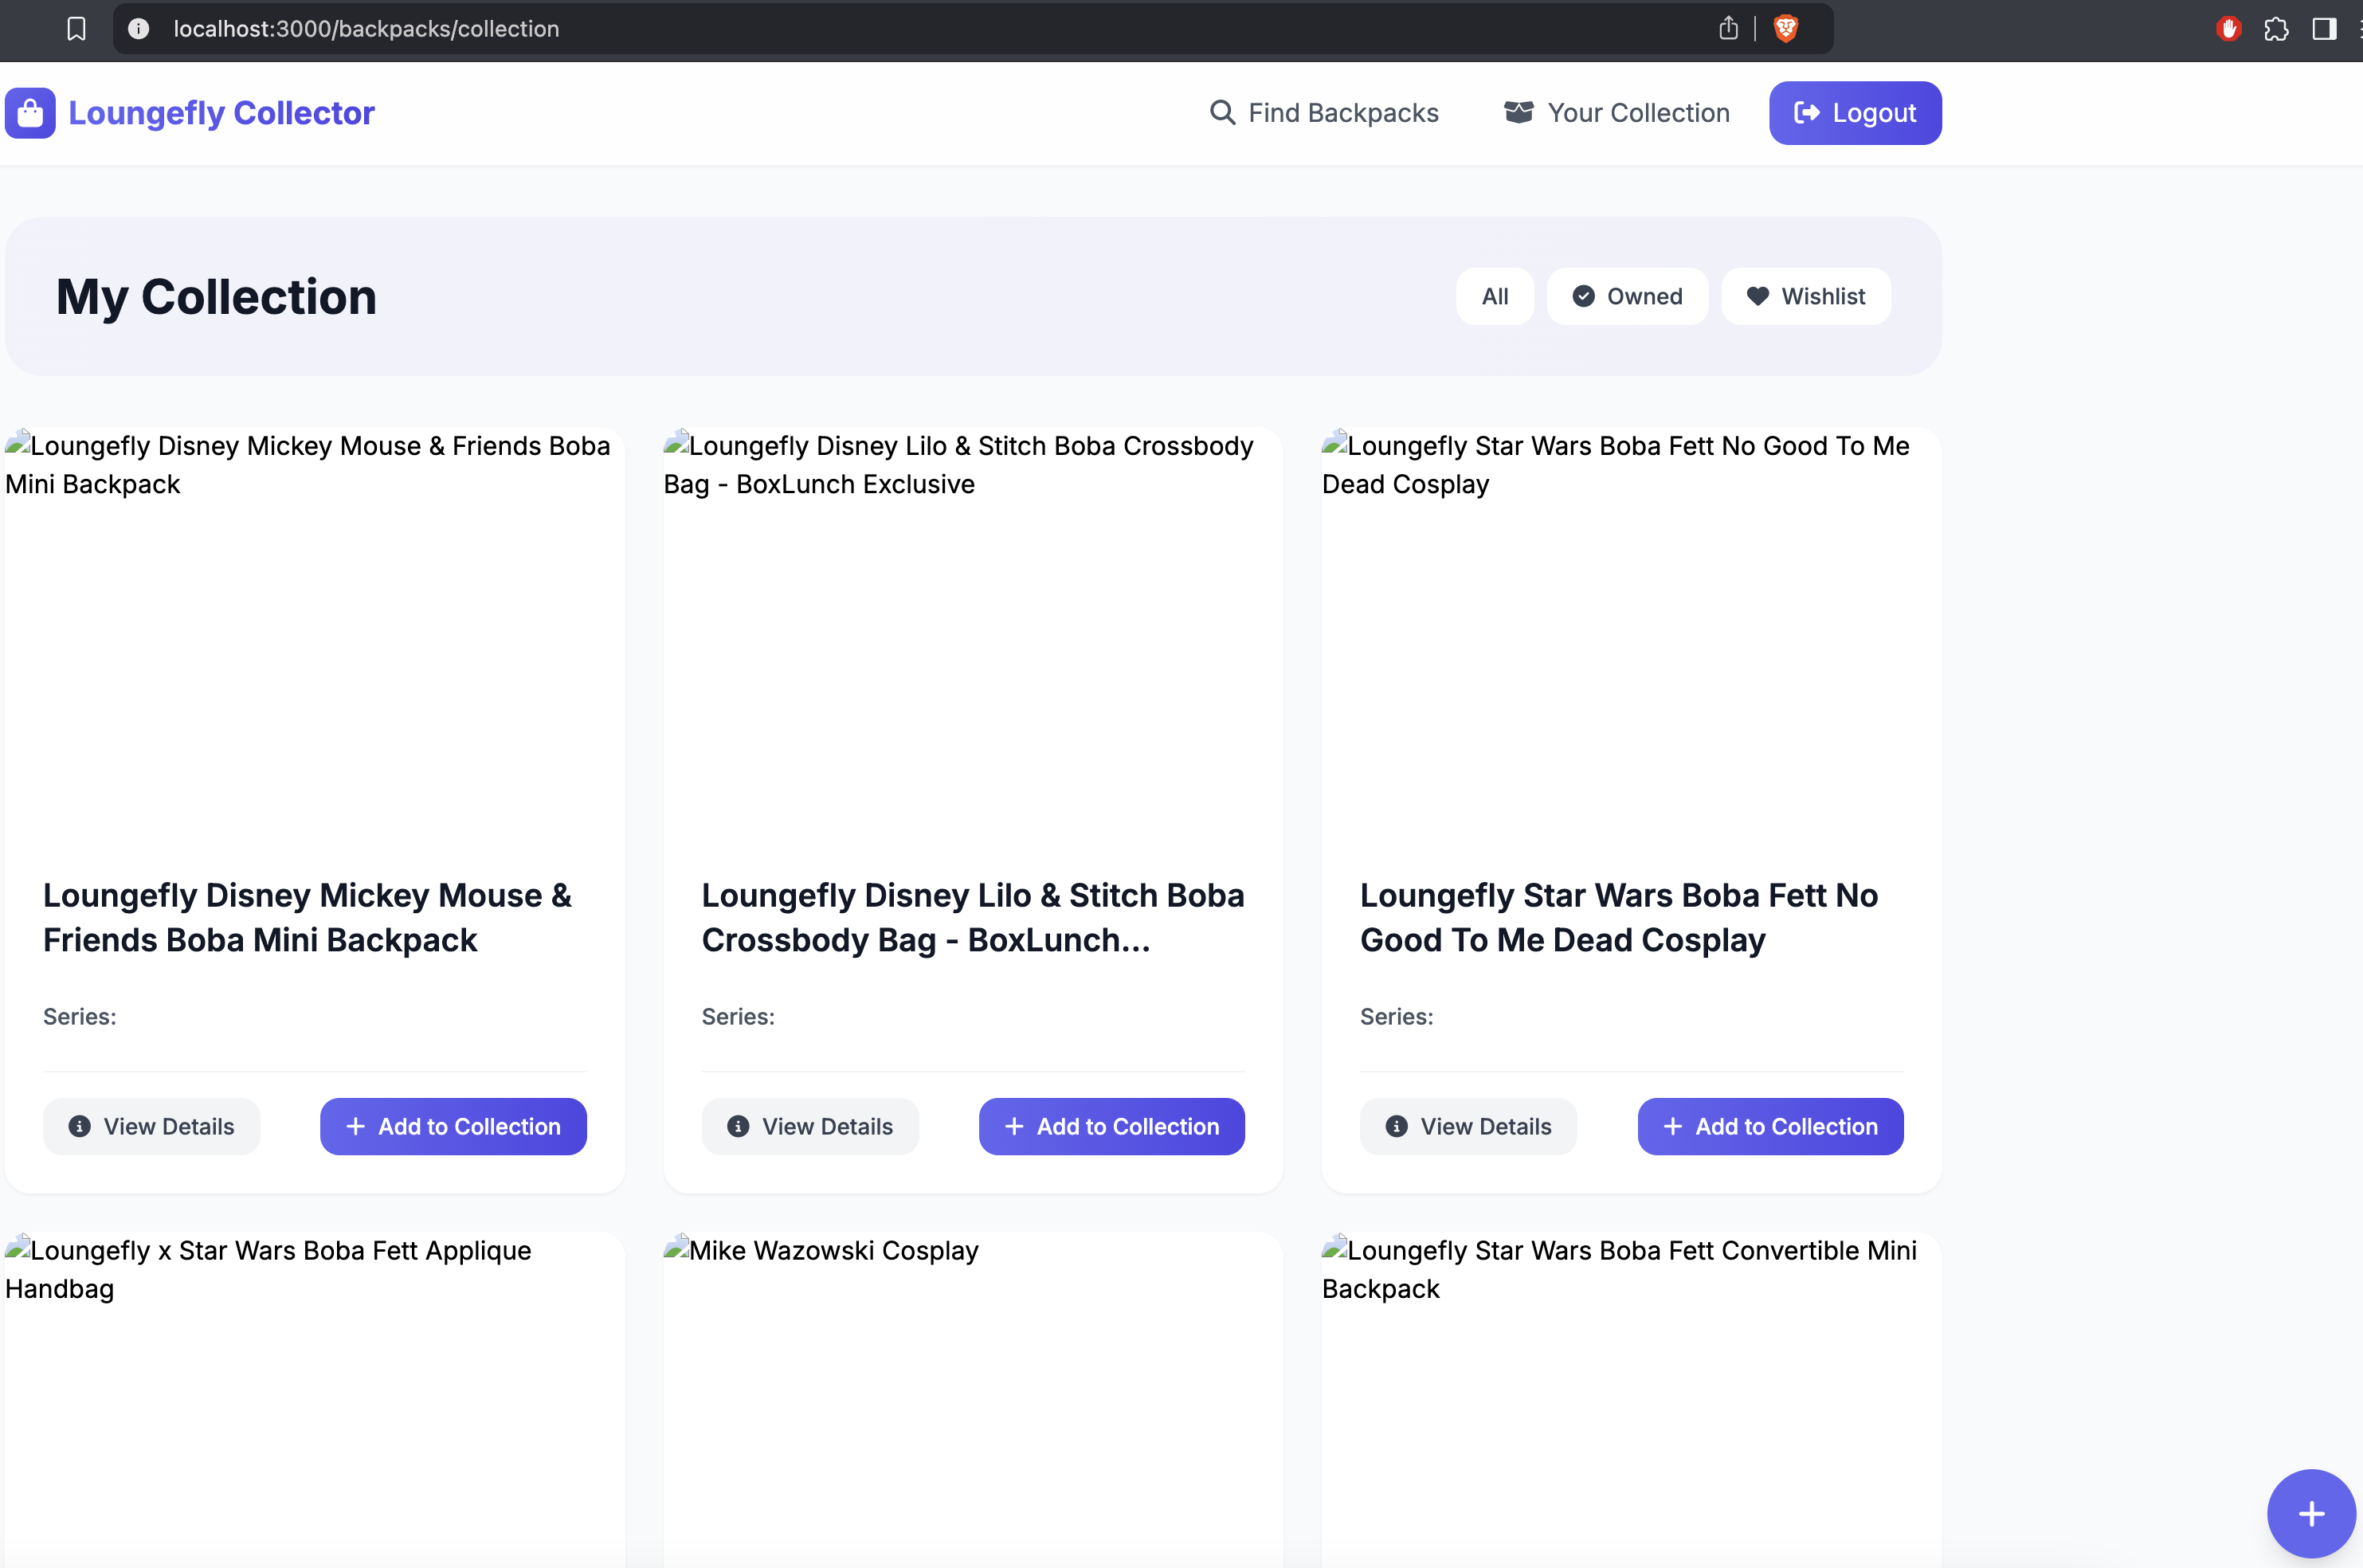 localhost:3000/backpacks/collection
Loungefly Collector
Find Backpacks
Your Collection
Logout
My Collection
All
Owned
Wishlist
Loungefly Disney Mickey Mouse & Friends Boba
Mini Backpack
Loungefly Disney Lilo & Stitch Boba Crossbody
Bag - BoxLunch Exclusive
Loungefly Star Wars Boba Fett No Good To Me
Dead Cosplay
Loungefly Disney Mickey Mouse &
Friends Boba Mini Backpack
Series:
View Details
+ Add to Collection
Loungefly Disney Lilo & Stitch Boba
Crossbody Bag - BoxLunch...
Series:
View Details
+ Add to Collection
Loungefly Star Wars Boba Fett No
Good To Me Dead Cosplay
Series:
View Details
+ Add to Collection
Loungefly x Star Wars Boba Fett Applique
Handbag
Mike Wazowski Cosplay
Loungefly Star Wars Boba Fett Convertible Mini
Backpack
+